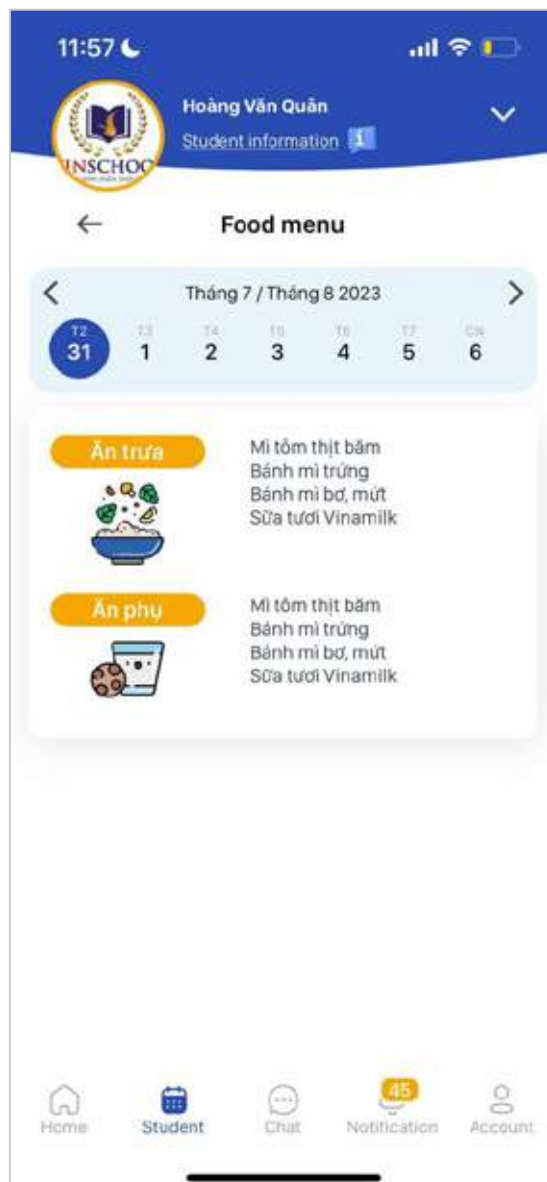 11:57
Hoàng Văn Quân
Student information
INSCHOO
Food menu
Tháng 7 / Tháng 8 2023
T2 T3 T4 T5 T6 T7 CN
31 1 2 3 4 5 6
Ăn trưa
Mì tôm thịt băm
Bánh mì trứng
Bánh mì bơ, mứt
Sữa tươi Vinamilk
Ăn phụ
Mì tôm thịt băm
Bánh mì trứng
Bánh mì bơ, mứt
Sữa tươi Vinamilk
45
Home Student Chat Notification Account